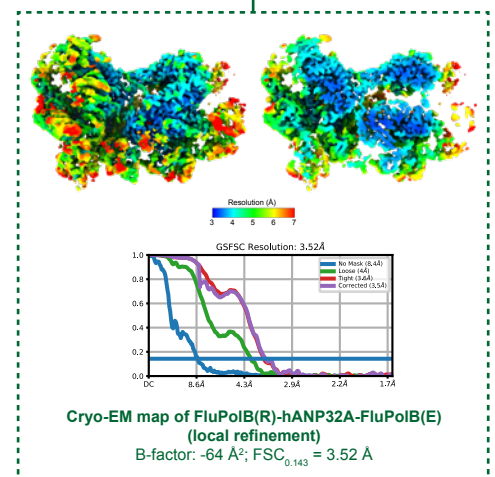 Resolution (Å)
3 4 5 6 7
GSFSC Resolution: 3.52Å
1.0
0.8
0.6
0.4
0.2
0.0
No Mask (8.4Å)
Loose (4Å)
Tight (3.6Å)
Corrected (3.5Å)
DC 8.6Å 4.3Å 2.9Å 2.2Å 1.7Å
Cryo-EM map of FluPolB(R)-hANP32A-FluPolB(E)
(local refinement)
B-factor: -64 Å²; FSC0.143 = 3.52 Å